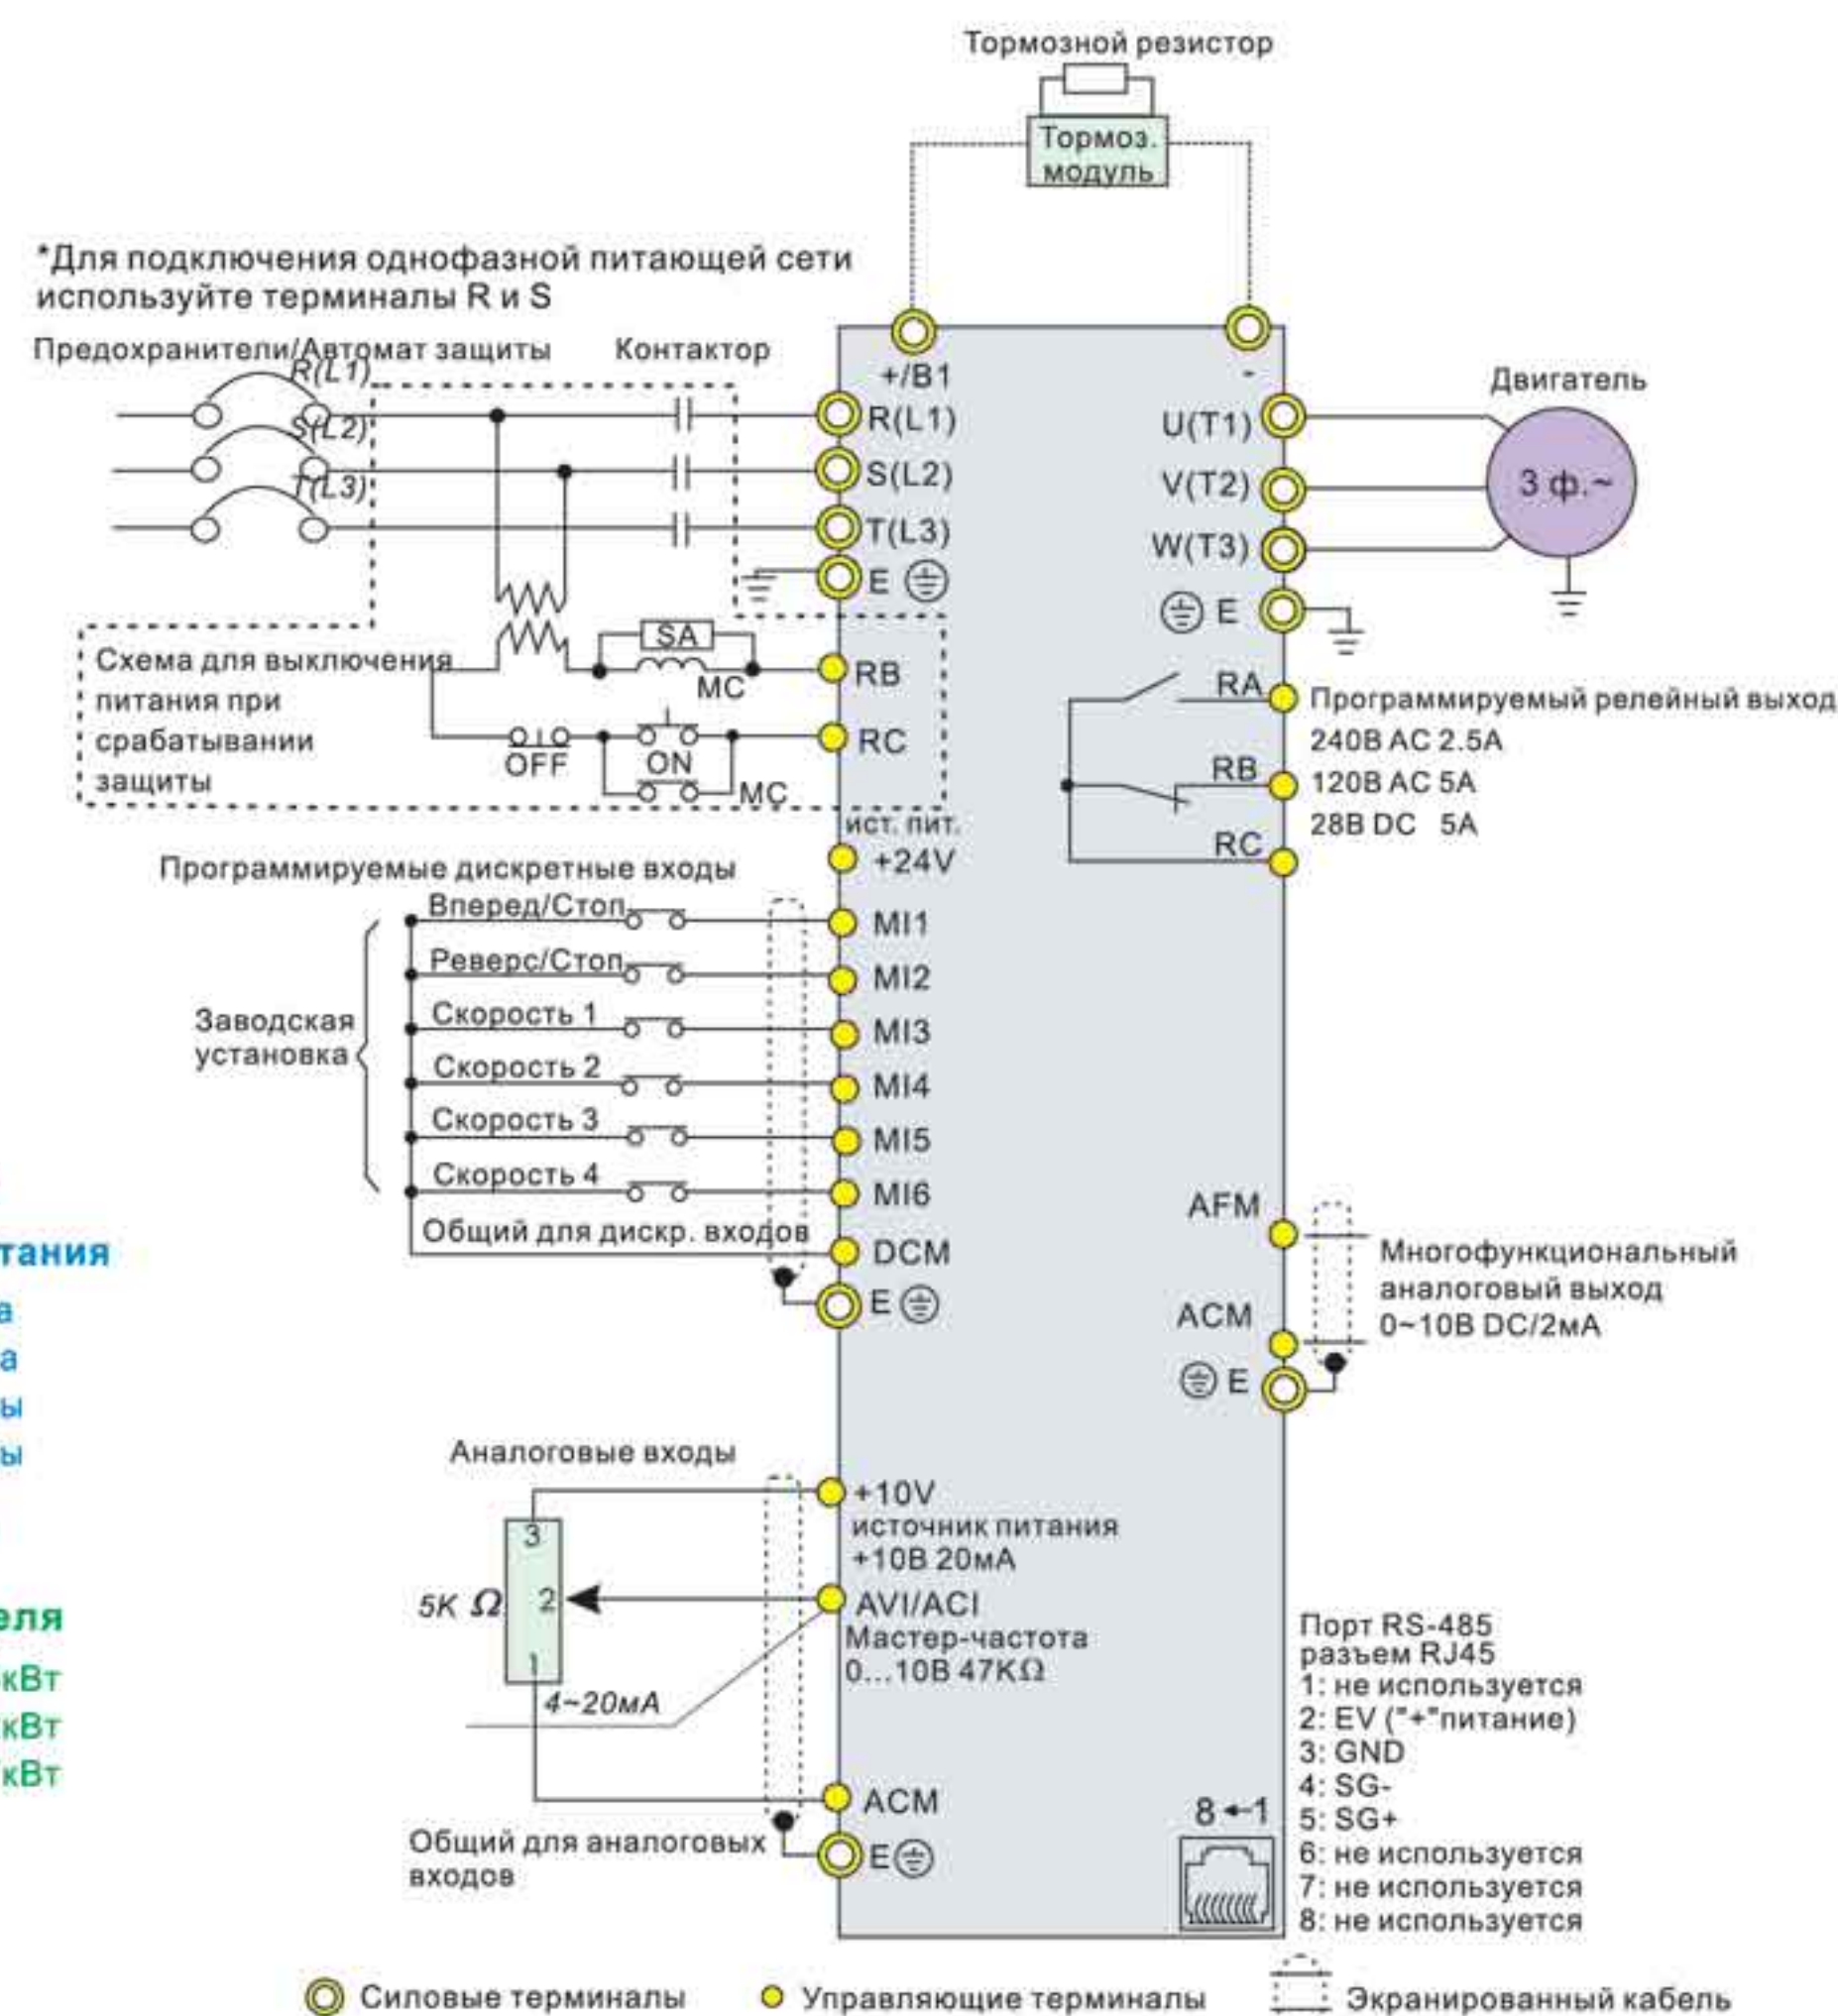 Тормозной резистор
Тормоз.
модуль
*Для подключения однофазной питающей сети
используйте терминалы R и S
Предохранители/Автомат защиты
Контактор
R(L1)
S(L2)
T(L3)
+/B1
-
R(L1)
S(L2)
T(L3)
E
U(T1)
V(T2)
W(T3)
E
Двигатель
3 ф.~
Схема для выключения
питания при
срабатывании
защиты
SA
MC
OFF
ON
MC
RB
RC
RA
RB
RC
Программируемый релейный выход
240В AC 2.5A
120В AC 5A
28В DC 5A
ист. пит.
+24V
Программируемые дискретные входы
Вперед/Стоп
Реверс/Стоп
Скорость 1
Скорость 2
Скорость 3
Скорость 4
Общий для дискр. входов
Заводская
установка
MI1
MI2
MI3
MI4
MI5
MI6
DCM
E
AFM
ACM
E
Многофункциональный
аналоговый выход
0~10В DC/2мА
тания
а
а
ы
ы
еля
кВт
кВт
кВт
Аналоговые входы
3
2
1
5K Ω
4~20мА
+10V
источник питания
+10В 20мА
AVI/ACI
Мастер-частота
0...10В 47KΩ
ACM
E
Общий для аналоговых
входов
8←1
Порт RS-485
разъем RJ45
1: не используется
2: EV ("+"питание)
3: GND
4: SG-
5: SG+
6: не используется
7: не используется
8: не используется
Силовые терминалы
Управляющие терминалы
Экранированный кабель